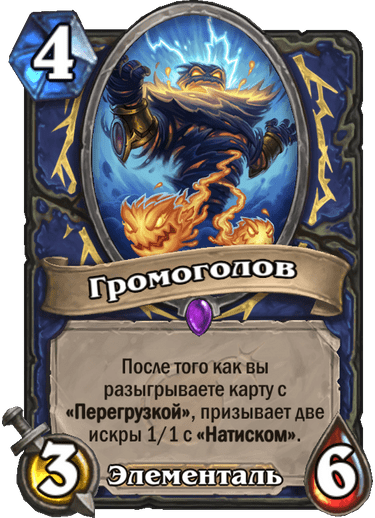 4
Громоголов
После того как вы
разыгрываете карту с
«Перегрузкой», призывает две
искры 1/1 с «Натиском».
3
Элементаль
6